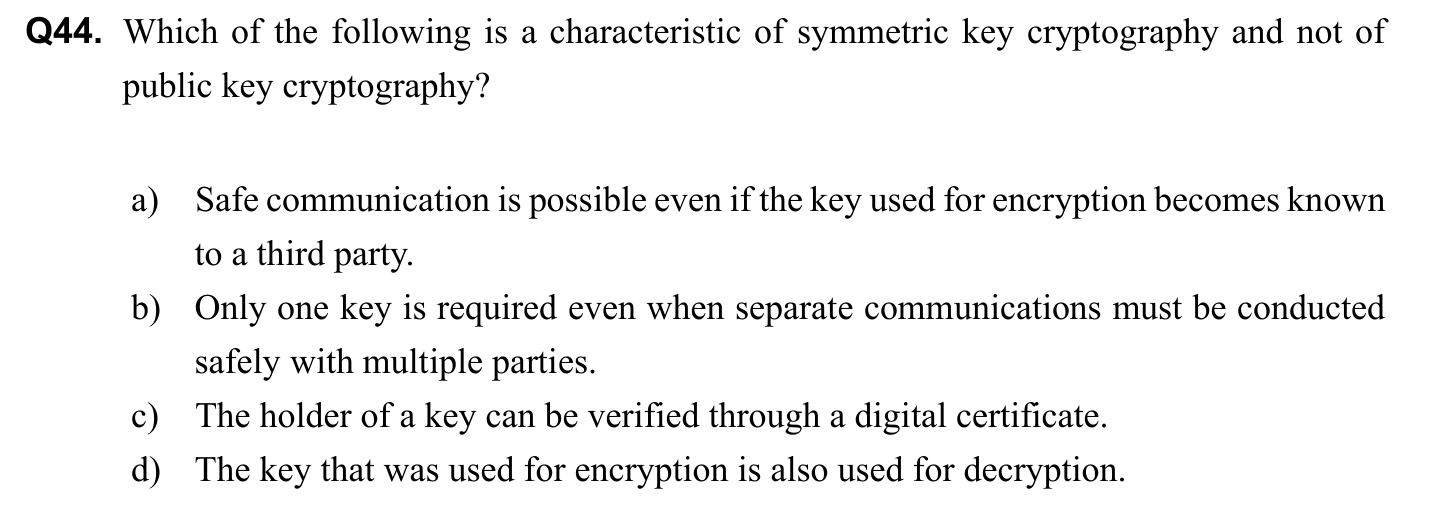 Q44. Which of the following is a characteristic of symmetric key cryptography and not of
public key cryptography?
a) Safe communication is possible even if the key used for encryption becomes known
to a third party.
b) Only one key is required even when separate communications must be conducted
safely with multiple parties.
c) The holder of a key can be verified through a digital certificate.
d) The key that was used for encryption is also used for decryption.